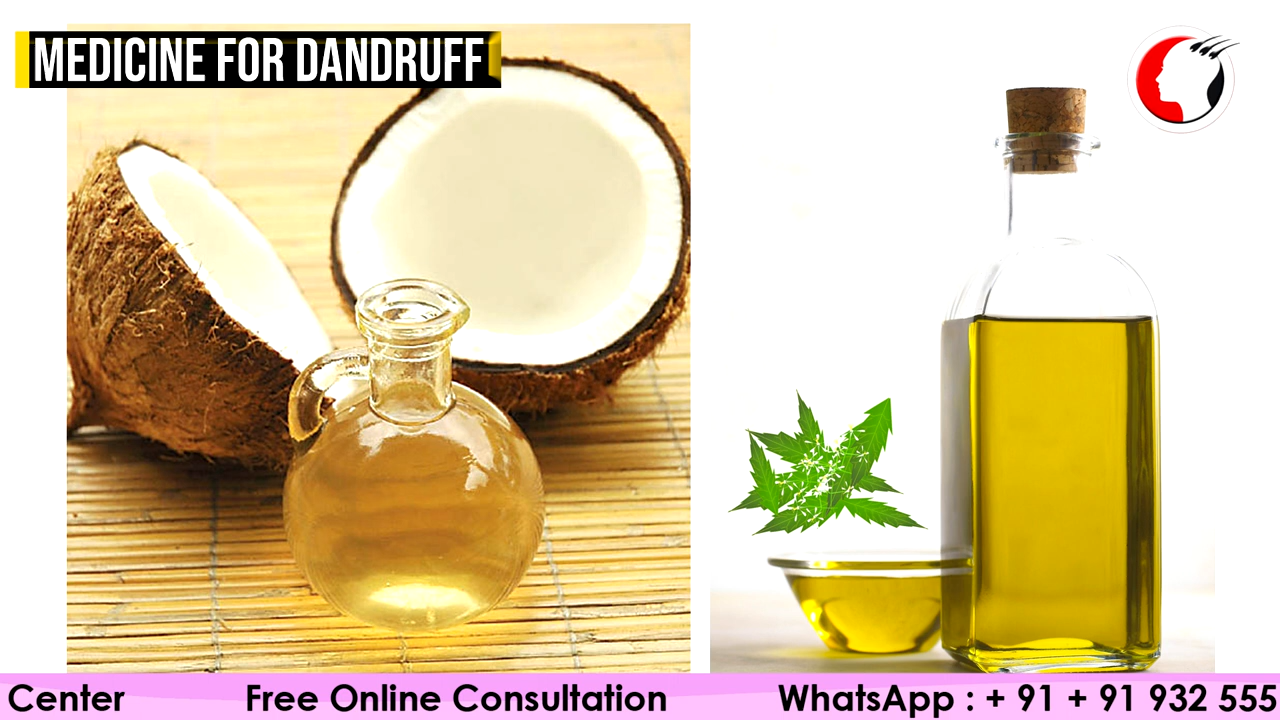 MEDICINE FOR DANDRUFF
Center Free Online Consultation WhatsApp : + 91 + 91 932 555